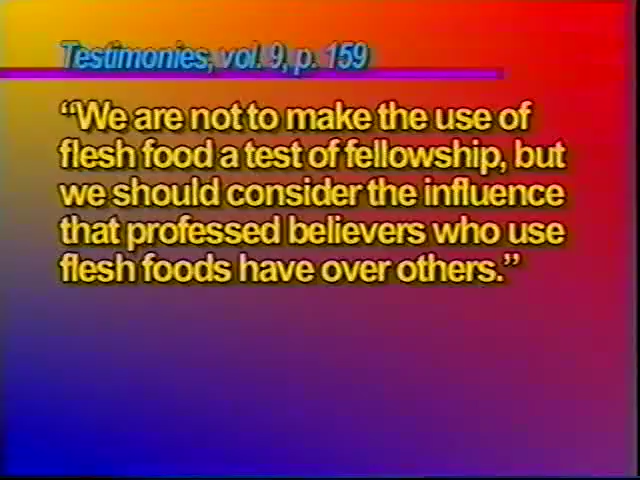 Testimonies, vol. 9, p. 159
“We are not to make the use of
flesh food a test of fellowship, but
we should consider the influence
that professed believers who use
flesh foods have over others.”